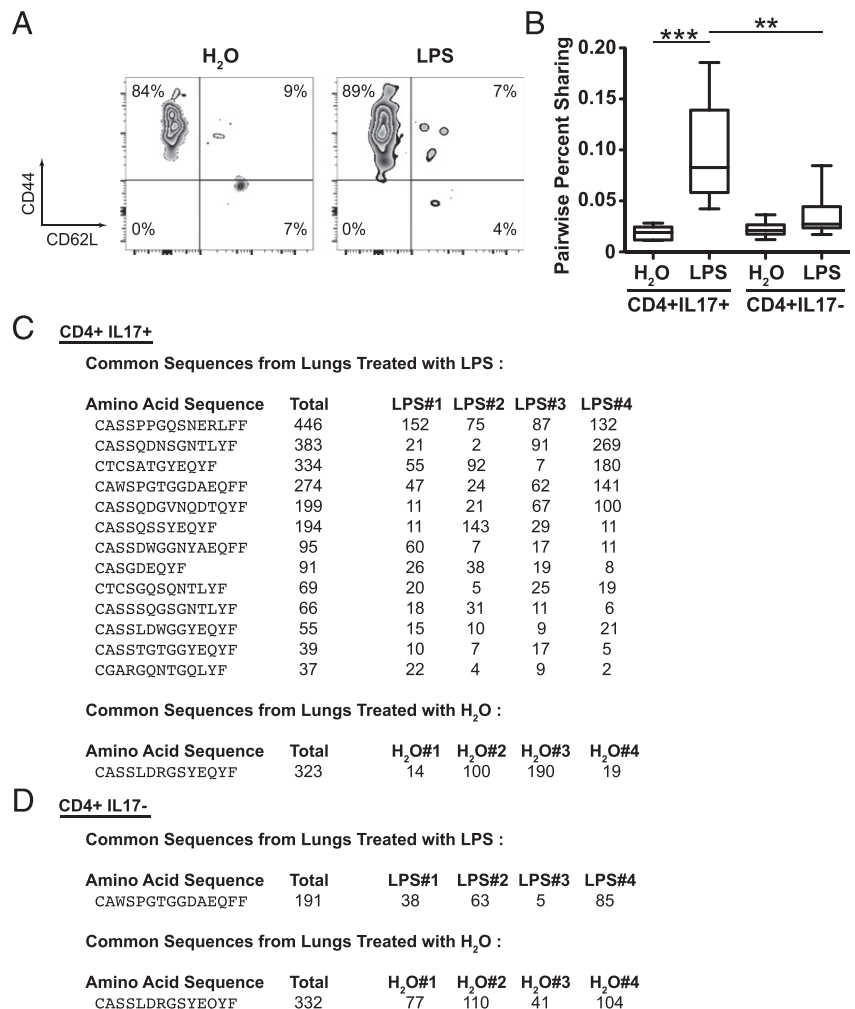 A
H2O
LPS
84%
9%
0%
7%
89%
7%
0%
4%
CD44
CD62L
B
***
**
Pairwise Percent Sharing
0.20
0.15
0.10
0.05
0
H2O LPS H2O LPS
CD4+IL17+ CD4+IL17-
C
CD4+ IL17+
Common Sequences from Lungs Treated with LPS :
Amino Acid Sequence Total LPS#1 LPS#2 LPS#3 LPS#4
CASSPPGQSNERLFF 446 152 75 87 132
CASSQDNSGNTLYF 383 21 2 91 269
CTCSATGYEQYF 334 55 92 7 180
CAWSPGTGGDAEQFF 274 47 24 62 141
CASSQDGVNQDTQYF 199 11 21 67 100
CASSQSSYEQYF 194 11 143 29 11
CASSDWGGNYAEQFF 95 60 7 17 11
CASGDEQYF 91 26 38 19 8
CTCSGQSQNTLYF 69 20 5 25 19
CASSSQGSGNTLYF 66 18 31 11 6
CASSLDWGGYEQYF 55 15 10 9 21
CASSTGTGGYEQYF 39 10 7 17 5
CGARGQNTGQLYF 37 22 4 9 2
Common Sequences from Lungs Treated with H2O :
Amino Acid Sequence Total H2O#1 H2O#2 H2O#3 H2O#4
CASSLDRGSYEQYF 323 14 100 190 19
D
CD4+ IL17-
Common Sequences from Lungs Treated with LPS :
Amino Acid Sequence Total LPS#1 LPS#2 LPS#3 LPS#4
CAWSPGTGGDAEQFF 191 38 63 5 85
Common Sequences from Lungs Treated with H2O :
Amino Acid Sequence Total H2O#1 H2O#2 H2O#3 H2O#4
CASSLDRGSYEOYF 332 77 110 41 104